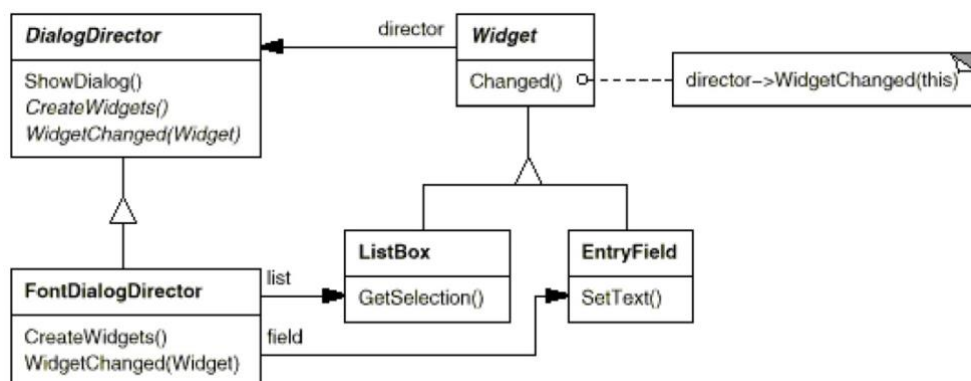 DialogDirector
ShowDialog()
CreateWidgets()
WidgetChanged(Widget)
director
Widget
Changed()
director->WidgetChanged(this)
ListBox
GetSelection()
EntryField
SetText()
FontDialogDirector
CreateWidgets()
WidgetChanged(Widget)
list
field